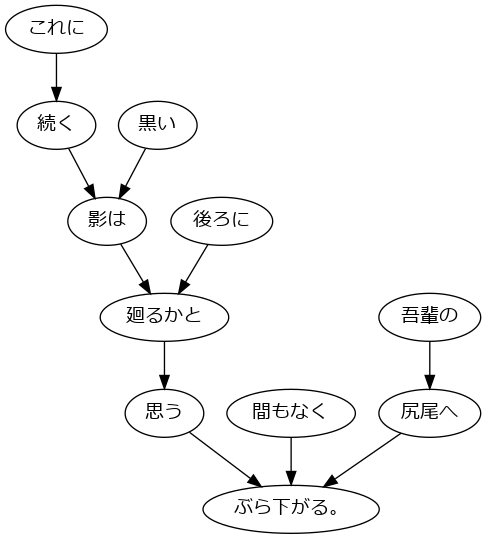 これに
続く
黒い
影は
後ろに
廻るかと
吾輩の
思う
間もなく
尻尾へ
ぶら下がる。